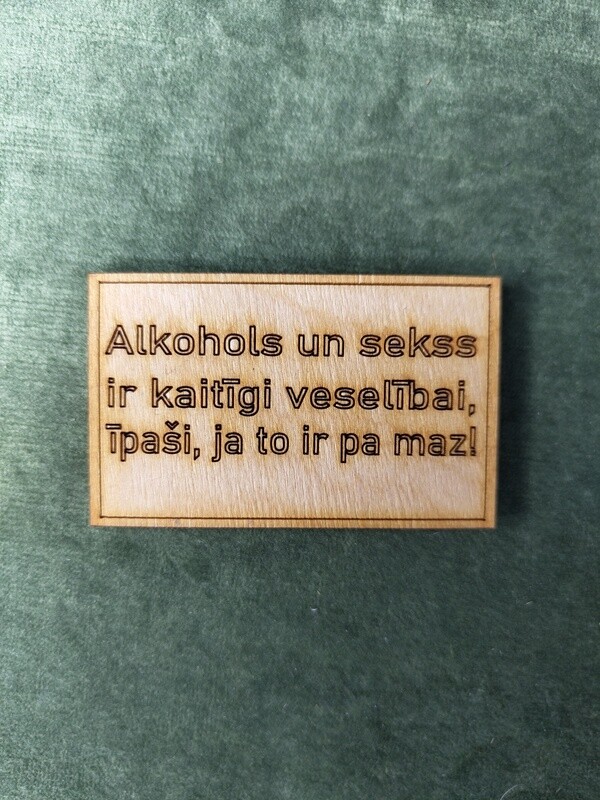 Alkohols un sekss
ir kaitīgi veselībai,
īpaši, ja to ir pa maz!